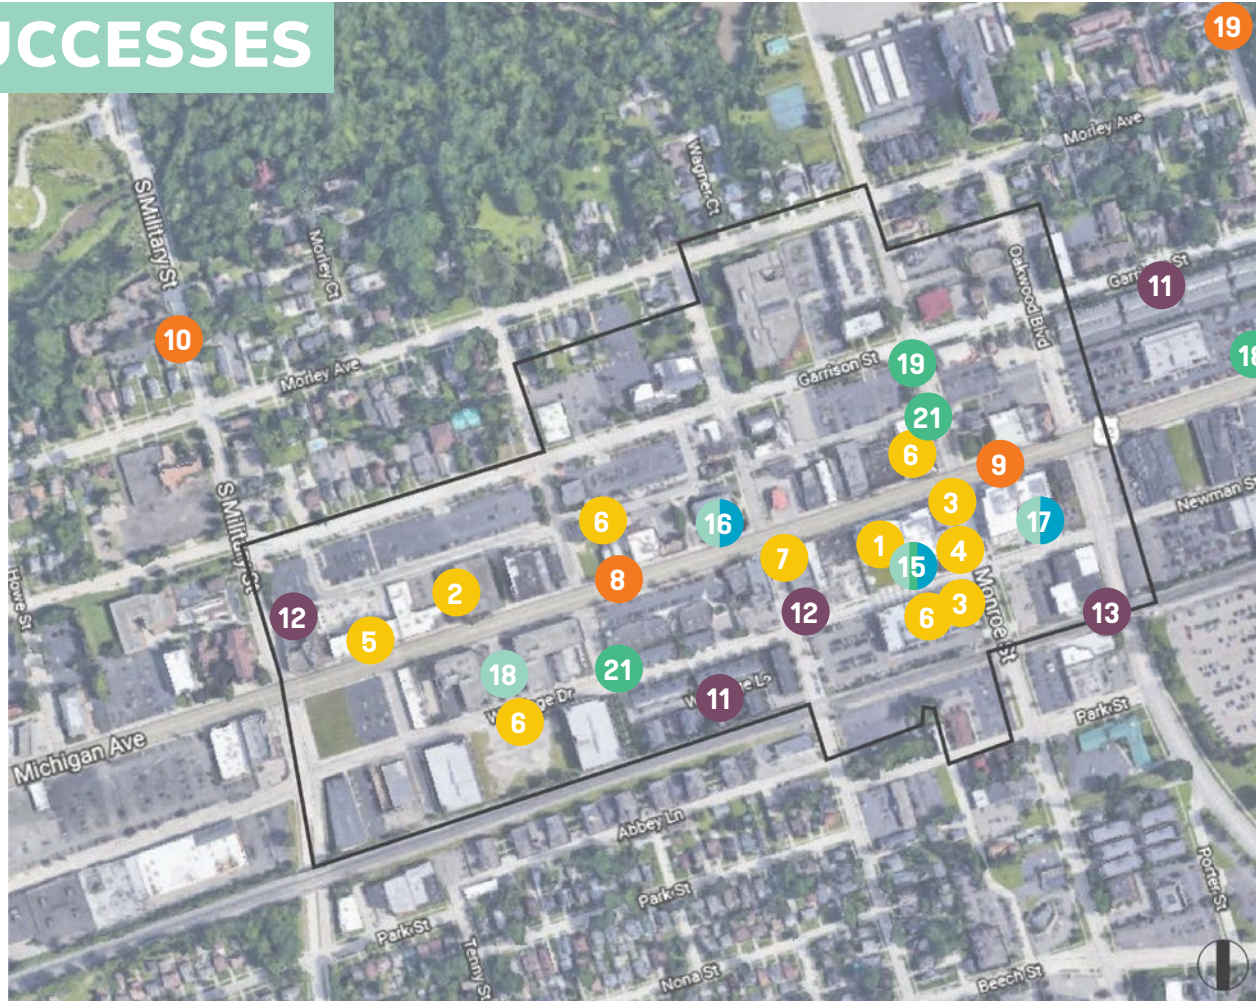 UCCESSES
19
Morley Ave
Wagner Ct
S Military St
Morley Ct
Oakwood Blvd
Garrison St
11
10
18
Morley Ave
Garrison St
19
21
6
9
S Military St
3
Newman St
6
16
17
1
4
7
15
8
Howe St
2
Monroe St
12
3
12
6
13
5
21
18
11
6
Park St
Michigan Ave
Abbey Ln
Porter St
Park St
Park St
Tenny St
Nona St
Beech St